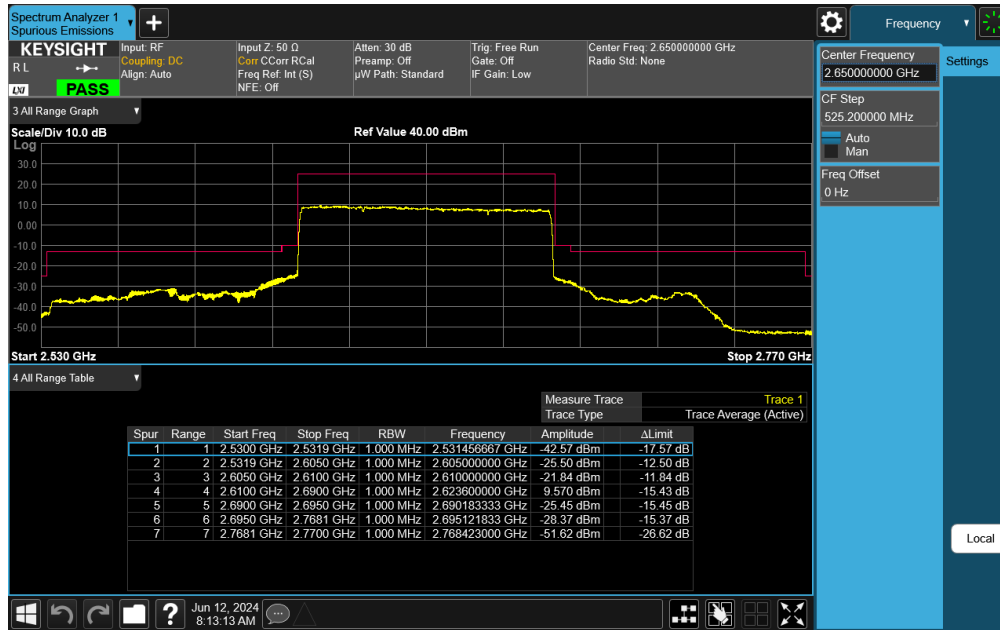 Spectrum Analyzer 1
Spurious Emissions
+
Frequency
KEYSIGHT
R L
LXI
PASS
Input: RF
Coupling: DC
Align: Auto
Input Z: 50 Ω
Corr CCorr RCal
Freq Ref: Int (S)
NFE: Off
Atten: 30 dB
Preamp: Off
µW Path: Standard
Trig: Free Run
Gate: Off
IF Gain: Low
Center Freq: 2.650000000 GHz
Radio Std: None
Center Frequency
2.650000000 GHz
Settings
CF Step
525.200000 MHz
Auto
Man
Freq Offset
0 Hz
3 All Range Graph
Scale/Div 10.0 dB
Ref Value 40.00 dBm
Log
30.0
20.0
10.0
0.00
-10.0
-20.0
-30.0
-40.0
-50.0
Start 2.530 GHz
Stop 2.770 GHz
4 All Range Table
Measure Trace Trace 1
Trace Type Trace Average (Active)
Spur Range Start Freq Stop Freq RBW Frequency Amplitude ΔLimit
1 1 2.5300 GHz 2.5319 GHz 1.000 MHz 2.531456667 GHz -42.57 dBm -17.57 dB
2 2 2.5319 GHz 2.6050 GHz 1.000 MHz 2.605000000 GHz -25.50 dBm -12.50 dB
3 3 2.6050 GHz 2.6100 GHz 1.000 MHz 2.610000000 GHz -21.84 dBm -11.84 dB
4 4 2.6100 GHz 2.6900 GHz 1.000 MHz 2.623600000 GHz 9.570 dBm -15.43 dB
5 5 2.6900 GHz 2.6950 GHz 1.000 MHz 2.690183333 GHz -25.45 dBm -15.45 dB
6 6 2.6950 GHz 2.7681 GHz 1.000 MHz 2.695121833 GHz -28.37 dBm -15.37 dB
7 7 2.7681 GHz 2.7700 GHz 1.000 MHz 2.768423000 GHz -51.62 dBm -26.62 dB
Local
?
Jun 12, 2024
8:13:13 AM